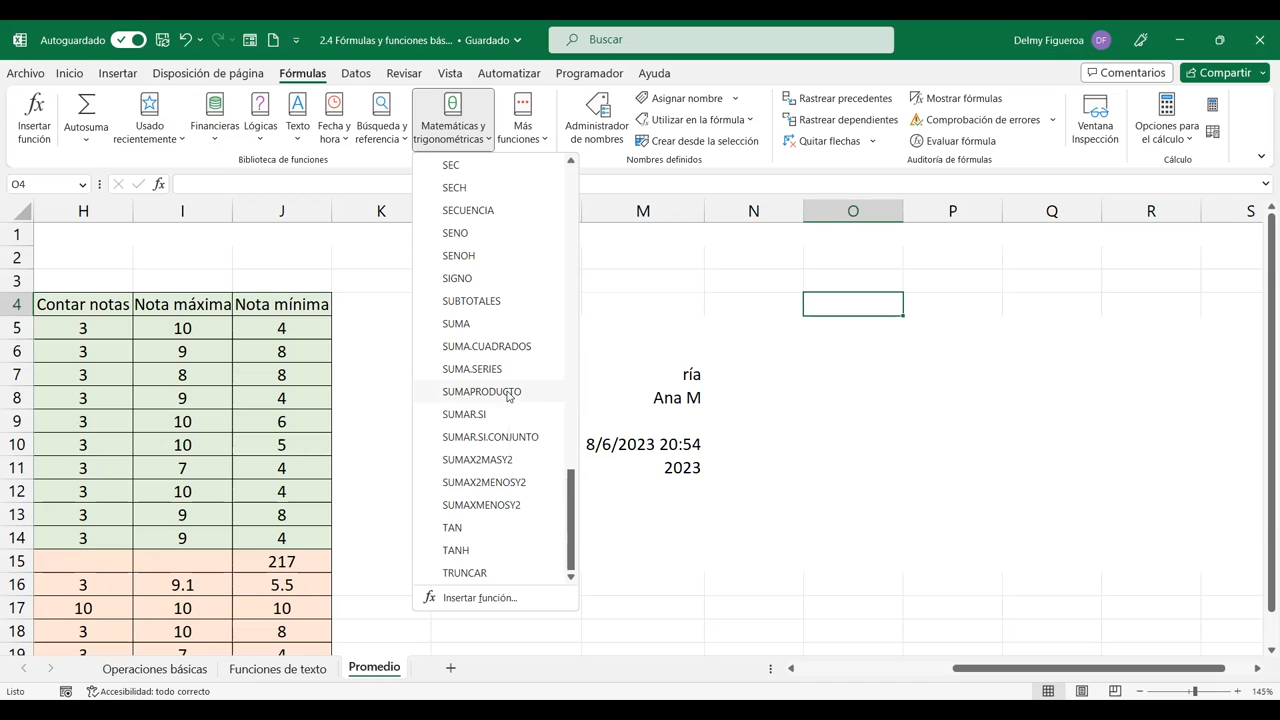 Autoguardado 2.4 Fórmulas y funciones bás... • Guardado Buscar Delmy Figueroa DF
Archivo Inicio Insertar Disposición de página Fórmulas Datos Revisar Vista Automatizar Programador Ayuda Comentarios Compartir
Insertar función
Autosuma
Usado recientemente
Financieras
Lógicas
Texto
Fecha y hora
Búsqueda y referencia
Matemáticas y trigonométricas
Más funciones
Biblioteca de funciones
Administrador de nombres
Asignar nombre
Utilizar en la fórmula
Crear desde la selección
Nombres definidos
Rastrear precedentes
Rastrear dependientes
Quitar flechas
Mostrar fórmulas
Comprobación de errores
Evaluar fórmula
Auditoría de fórmulas
Ventana Inspección
Opciones para el cálculo
Cálculo
O4 fx
SEC
SECH
SECUENCIA
SENO
SENOH
SIGNO
SUBTOTALES
SUMA
SUMA.CUADRADOS
SUMA.SERIES
SUMAPRODUCTO
SUMAR.SI
SUMAR.SI.CONJUNTO
SUMAX2MASY2
SUMAX2MENOSY2
SUMAXMENOSY2
TAN
TANH
TRUNCAR
fx Insertar función...
H I J K M N O P Q R S
1
2
3
4 Contar notas Nota máxima Nota mínima
5 3 10 4
6 3 9 8
7 3 8 8 ría
8 3 9 4 Ana M
9 3 10 6
10 3 10 5 8/6/2023 20:54
11 3 7 4 2023
12 3 10 4
13 3 9 8
14 3 9 4
15 217
16 3 9.1 5.5
17 10 10 10
18 3 10 8
19 3 7 4
Operaciones básicas Funciones de texto Promedio
Listo Accesibilidad: todo correcto 145%